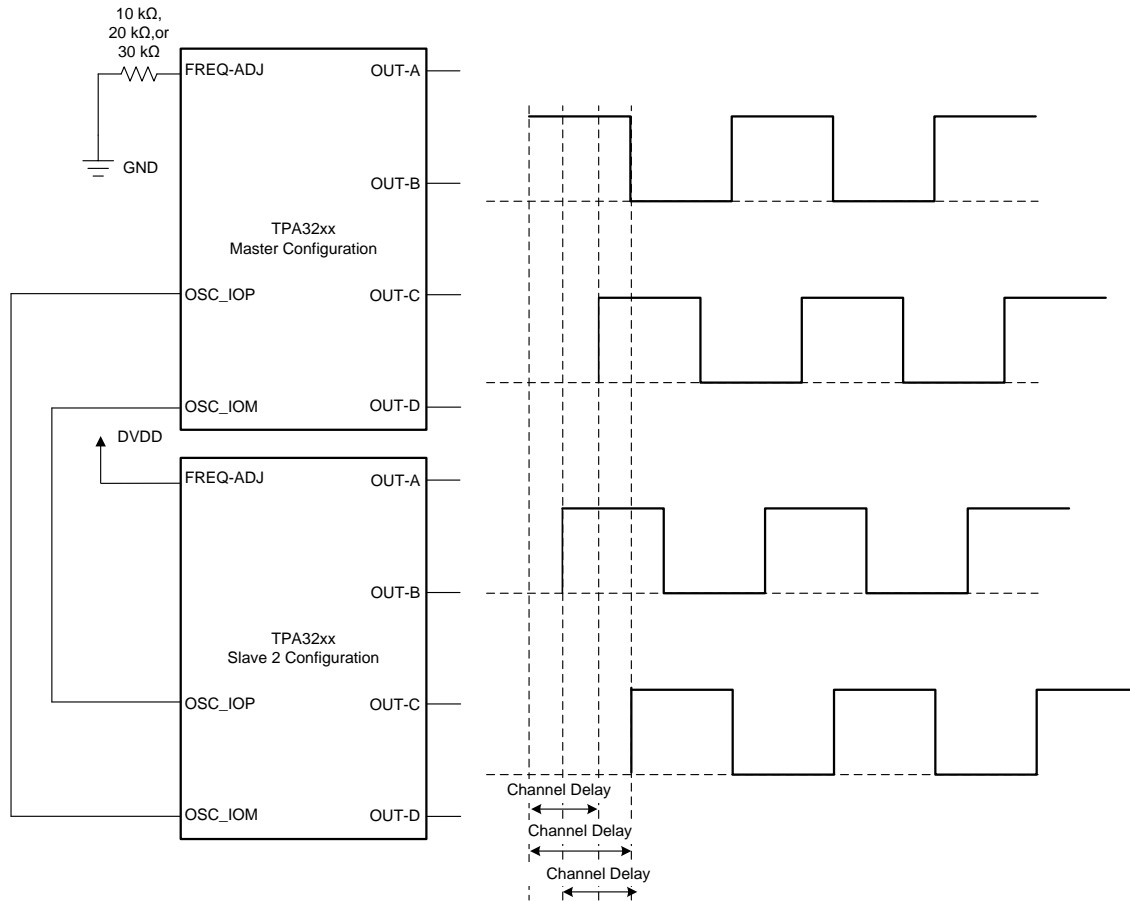 10 kΩ,
20 kΩ,or
30 kΩ
FREQ-ADJ
OUT-A
GND
OUT-B
TPA32xx
Master Configuration
OSC_IOP
OUT-C
OSC_IOM
OUT-D
DVDD
FREQ-ADJ
OUT-A
OUT-B
TPA32xx
Slave 2 Configuration
OSC_IOP
OUT-C
OSC_IOM
OUT-D
Channel Delay
Channel Delay
Channel Delay